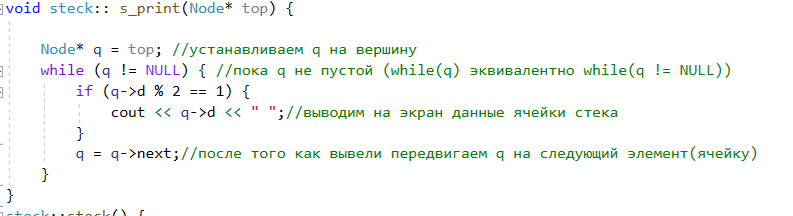 void steck:: s_print(Node* top) {
Node* q = top; //устанавливаем q на вершину
while (q != NULL) { //пока q не пустой (while(q) эквивалентно while(q != NULL))
if (q->d % 2 == 1) {
cout << q->d << " ";//выводим на экран данные ячейки стека
}
q = q->next;//после того как вывели передвигаем q на следующий элемент(ячейку)
}
}
steck::steck() {